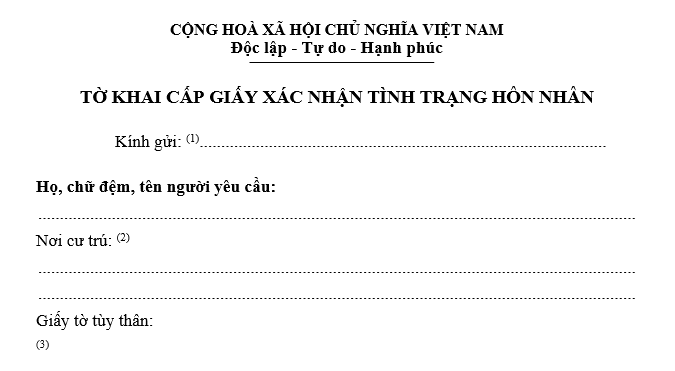 CỘNG HOÀ XÃ HỘI CHỦ NGHĨA VIỆT NAM
Độc lập - Tự do - Hạnh phúc
TỜ KHAI CẤP GIẤY XÁC NHẬN TÌNH TRẠNG HÔN NHÂN
Kính gửi: (1)
Họ, chữ đệm, tên người yêu cầu:
Nơi cư trú: (2)
Giấy tờ tùy thân:
(3)